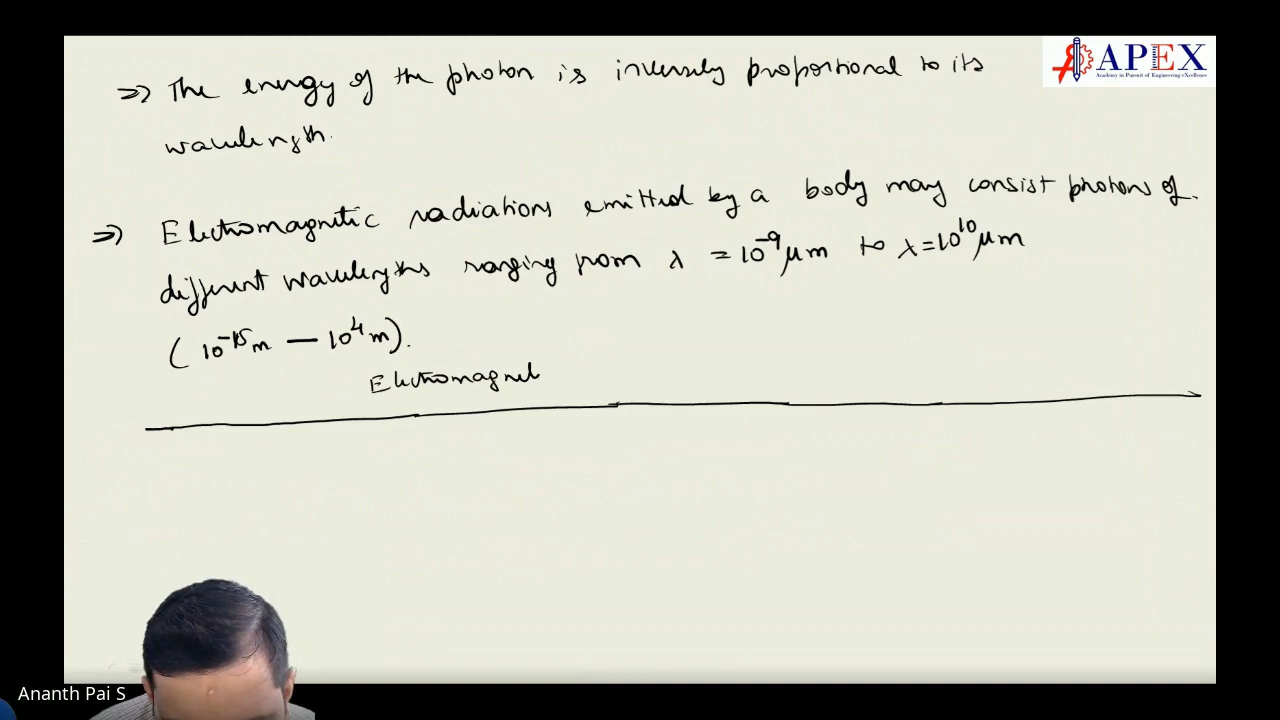 APEX
Academy in Pursuit of Engineering eXcellence
⇒) The energy of the photon is inversely proportional to its
wavelength.
⇒) Electromagnetic radiations emitted by a body may consist photons of
different wavelengths ranging from λ = 10⁻⁹ μm to λ = 10¹⁰ μm
(10⁻¹⁵m — 10⁴m).
Electromagnet
Ananth Pai S